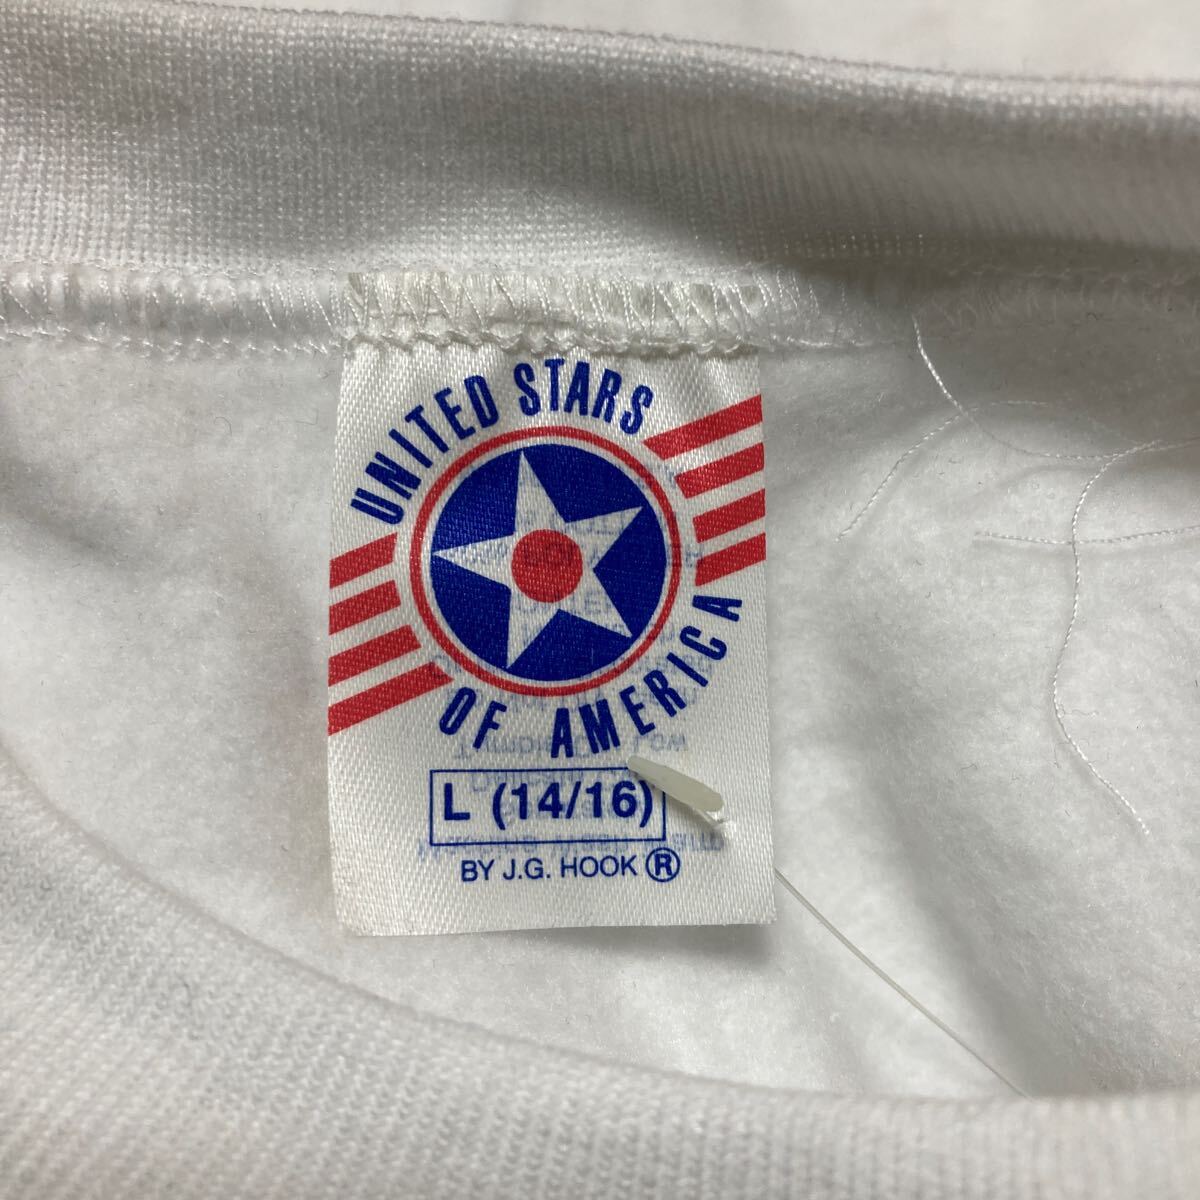 UNITED STARS
OF AMERICA
L (14/16)
BY J.G. HOOK ®